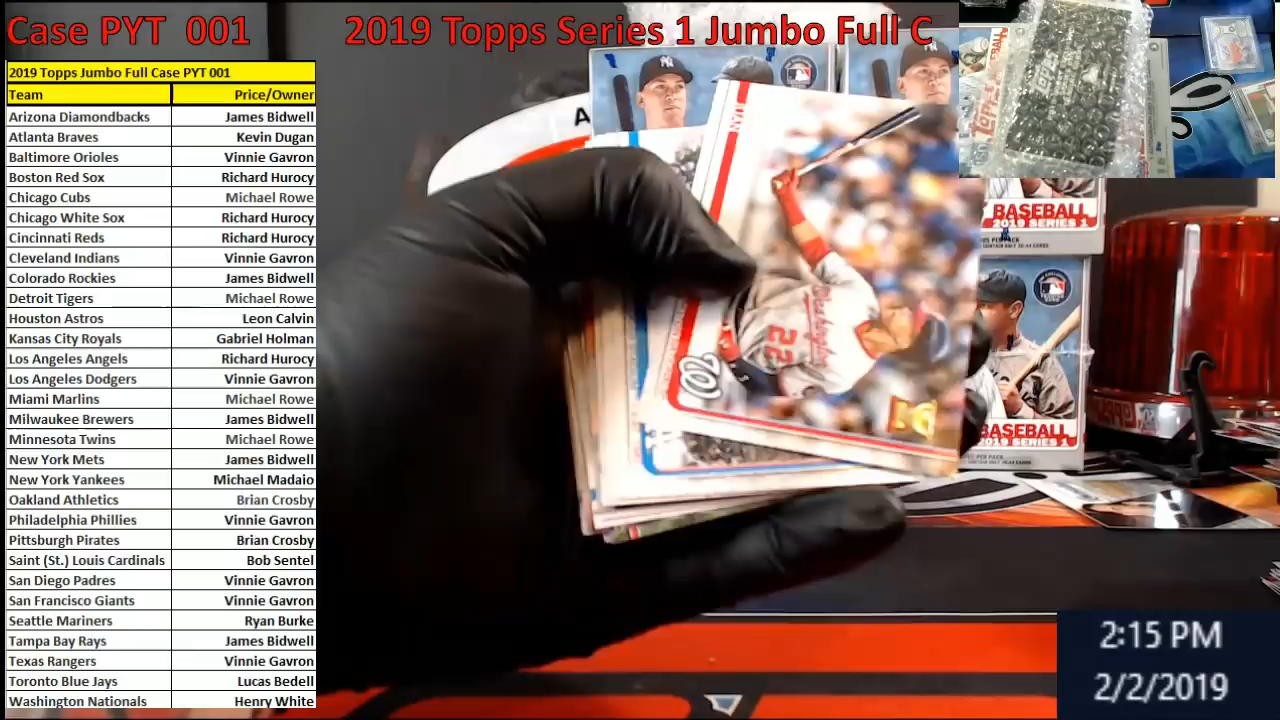 Case PYT 001
2019 Topps Series 1 Jumbo Full C
2019 Topps Jumbo Full Case PYT 001
Team Price/Owner
Arizona Diamondbacks James Bidwell
Atlanta Braves Kevin Dugan
Baltimore Orioles Vinnie Gavron
Boston Red Sox Richard Hurocy
Chicago Cubs Michael Rowe
Chicago White Sox Richard Hurocy
Cincinnati Reds Richard Hurocy
Cleveland Indians Vinnie Gavron
Colorado Rockies James Bidwell
Detroit Tigers Michael Rowe
Houston Astros Leon Calvin
Kansas City Royals Gabriel Holman
Los Angeles Angels Richard Hurocy
Los Angeles Dodgers Vinnie Gavron
Miami Marlins Michael Rowe
Milwaukee Brewers James Bidwell
Minnesota Twins Michael Rowe
New York Mets James Bidwell
New York Yankees Michael Madaio
Oakland Athletics Brian Crosby
Philadelphia Phillies Vinnie Gavron
Pittsburgh Pirates Brian Crosby
Saint (St.) Louis Cardinals Bob Sentel
San Diego Padres Vinnie Gavron
San Francisco Giants Vinnie Gavron
Seattle Mariners Ryan Burke
Tampa Bay Rays James Bidwell
Texas Rangers Vinnie Gavron
Toronto Blue Jays Lucas Bedell
Washington Nationals Henry White
Washington
22
BASEBALL
2019 SERIES 1
BASEBALL
2019 SERIES 1
2:15 PM
2/2/2019